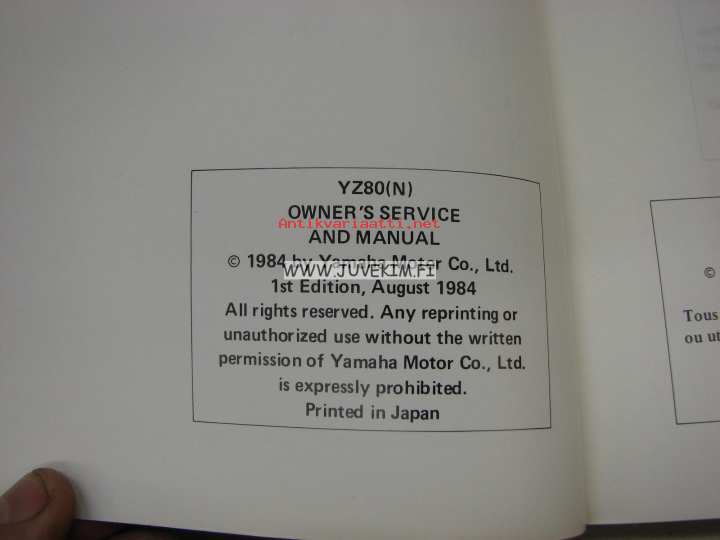 YZ80(N)
OWNER'S SERVICE
Antikvariaatti.net
AND MANUAL
© 1984 by Yamaha Motor Co., Ltd.
WWW.JUVEKIM.FI
1st Edition, August 1984
All rights reserved. Any reprinting or
unauthorized use without the written
permission of Yamaha Motor Co., Ltd.
is expressly prohibited.
Printed in Japan
©
Tous
ou ut